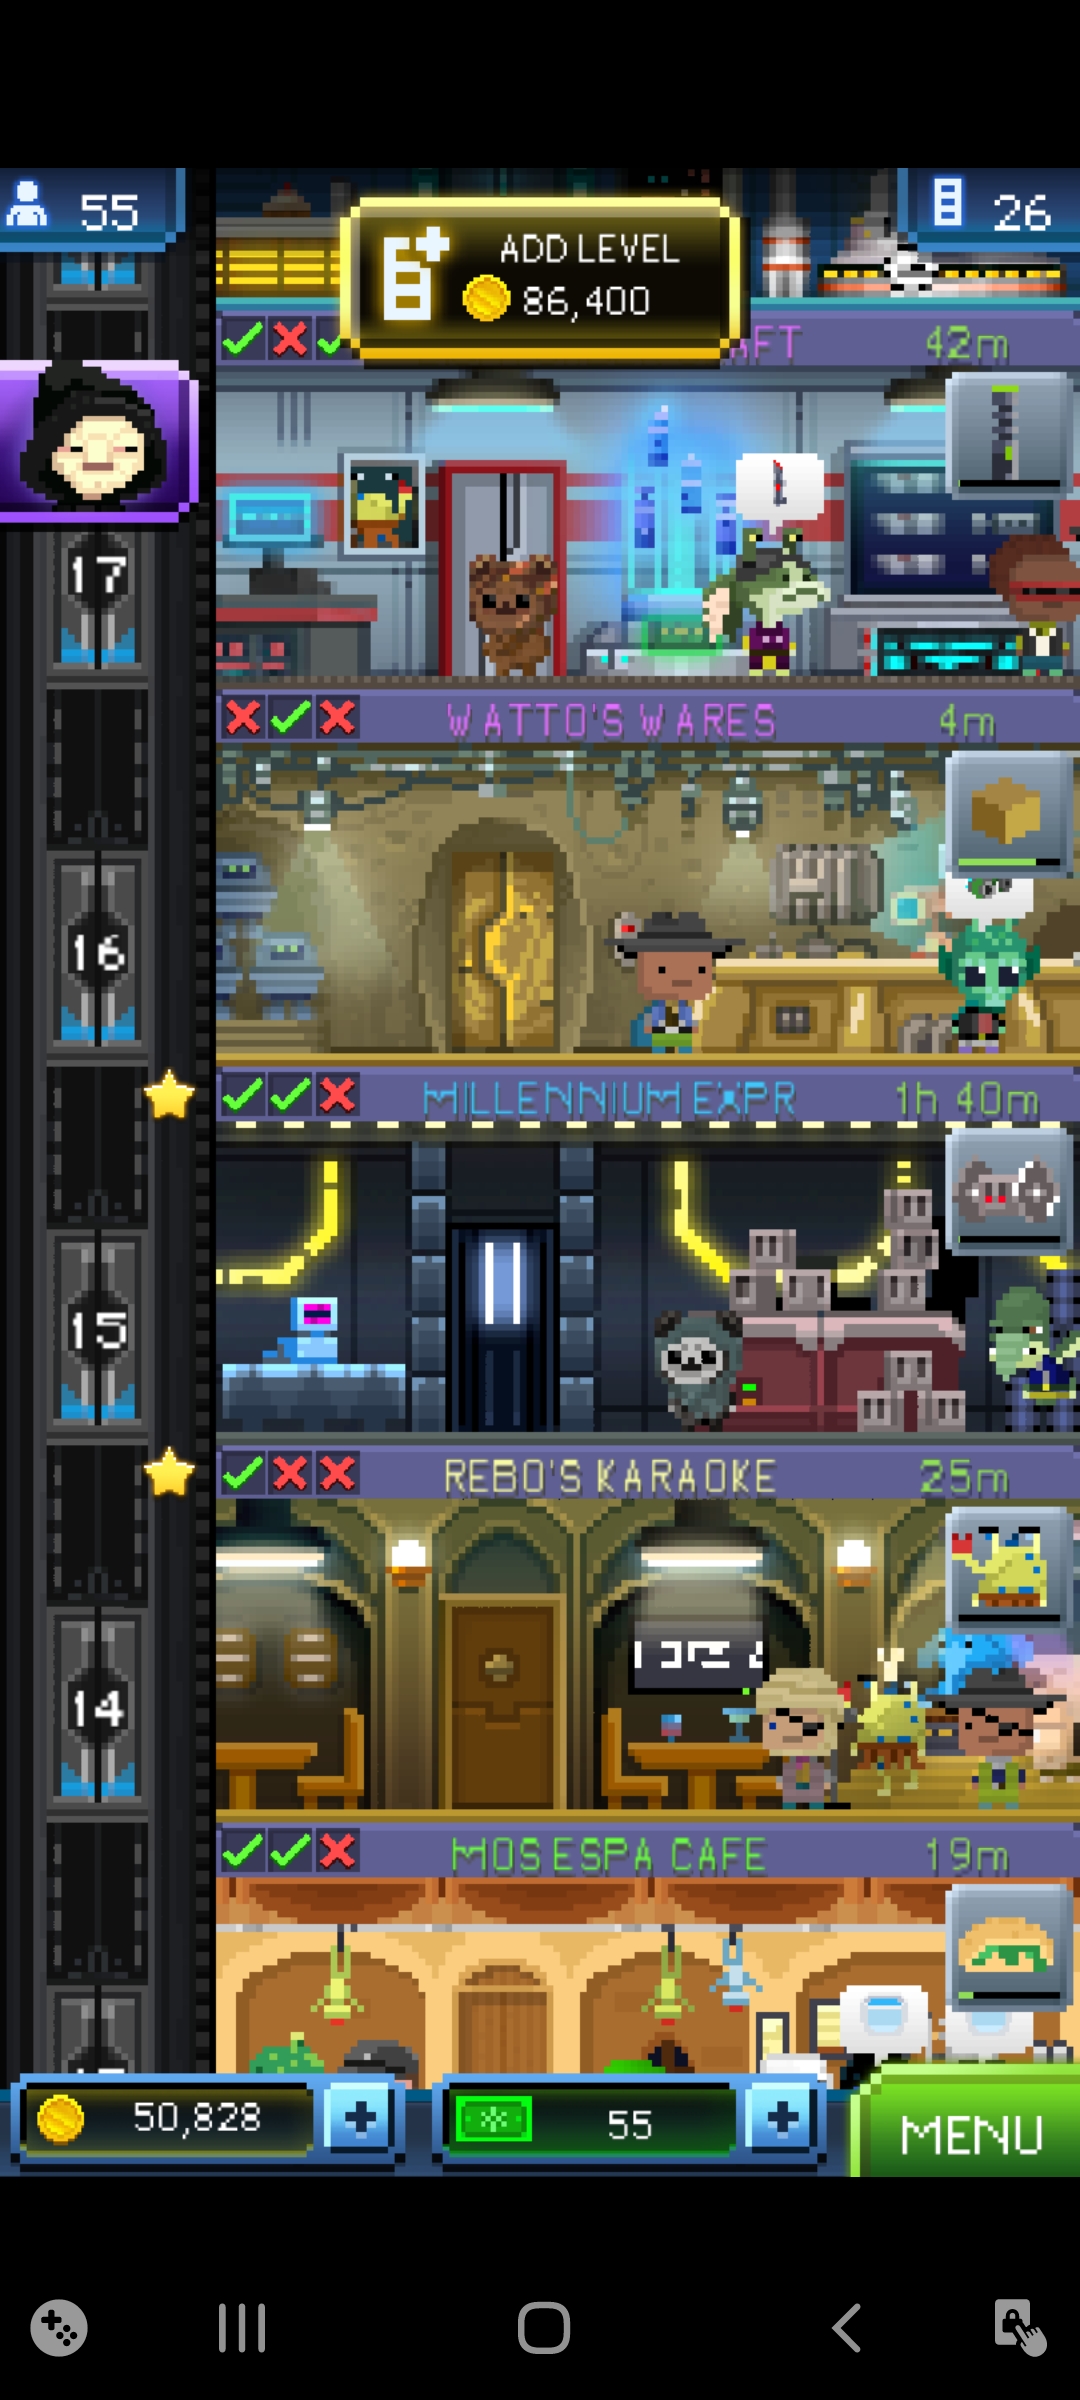 55
26
ADD LEVEL
86,400
42m
17
WATTO'S WARES 4m
16
MILLENNIUM EXPR 1h 40m
15
REBO'S KARAOKE 25m
14
MOS ESPA CAFE 19m
50,828
55
MENU